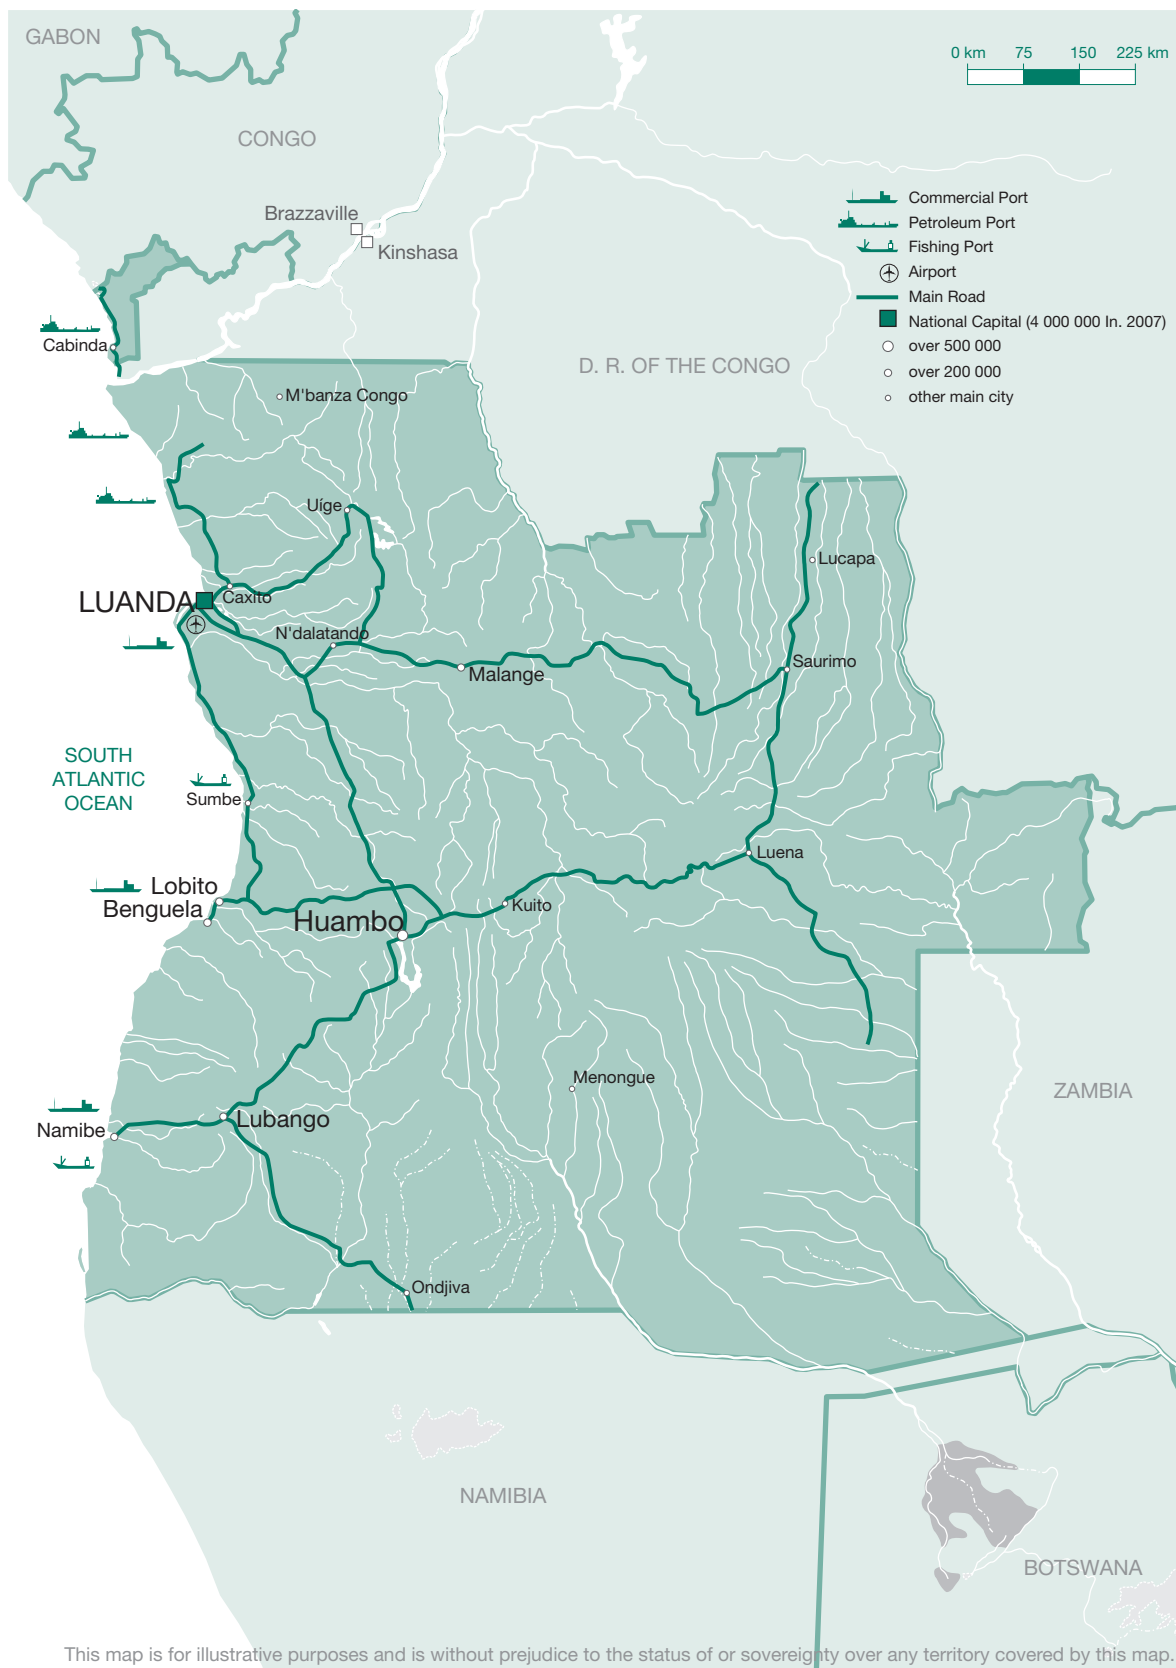 GABON
0 km 75 150 225 km
CONGO
Commercial Port
Brazzaville
Petroleum Port
Fishing Port
Kinshasa
Airport
Main Road
National Capital (4 000 000 In. 2007)
Cabinda
over 500 000
D. R. OF THE CONGO
over 200 000
M'banza Congo
other main city
Uíge
Lucapa
LUANDA
Caxito
N'dalatando
Saurimo
Malange
SOUTH
ATLANTIC
OCEAN
Sumbe
Luena
Lobito
Benguela
Kuito
Huambo
Menongue
ZAMBIA
Lubango
Namibe
Ondjiva
NAMIBIA
BOTSWANA
This map is for illustrative purposes and is without prejudice to the status of or sovereignty over any territory covered by this map.